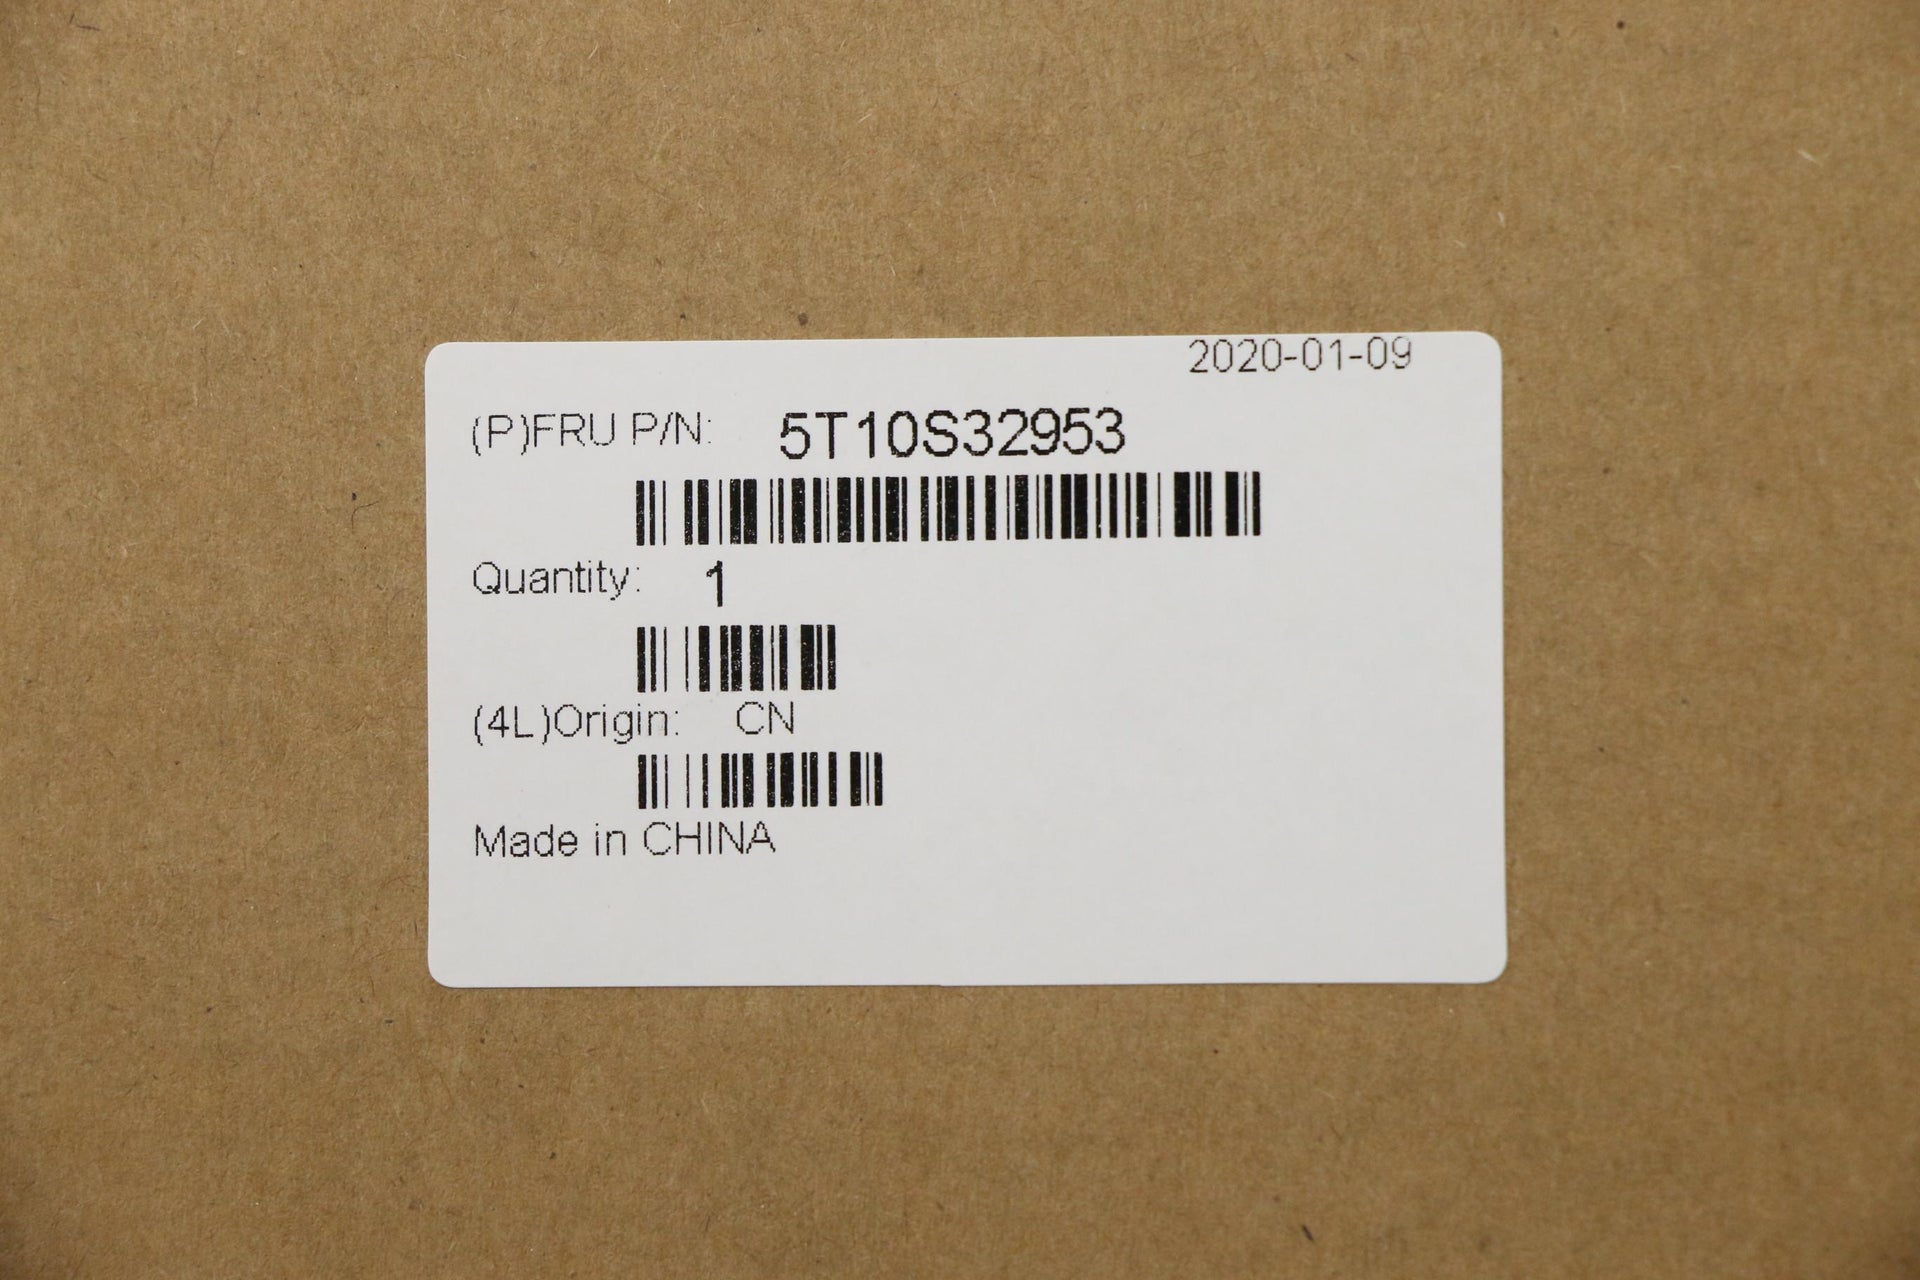 2020-01-09
(P)FRU P/N: 5T10S32953
Quantity: 1
(4L)Origin: CN
Made in CHINA